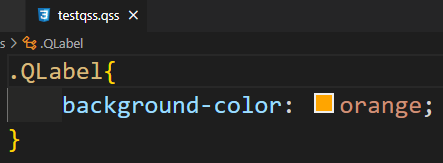 testqss.qss ×
s > .QLabel
.QLabel{
background-color: orange;
}